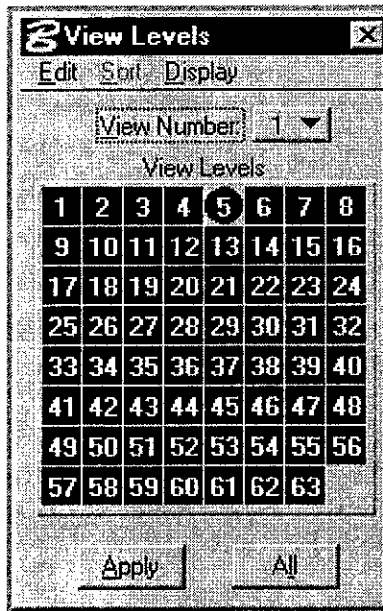 View Levels
Edit Sort Display
View Number: 1
View Levels
1 2 3 4 5 6 7 8
9 10 11 12 13 14 15 16
17 18 19 20 21 22 23 24
25 26 27 28 29 30 31 32
33 34 35 36 37 38 39 40
41 42 43 44 45 46 47 48
49 50 51 52 53 54 55 56
57 58 59 60 61 62 63
Apply All